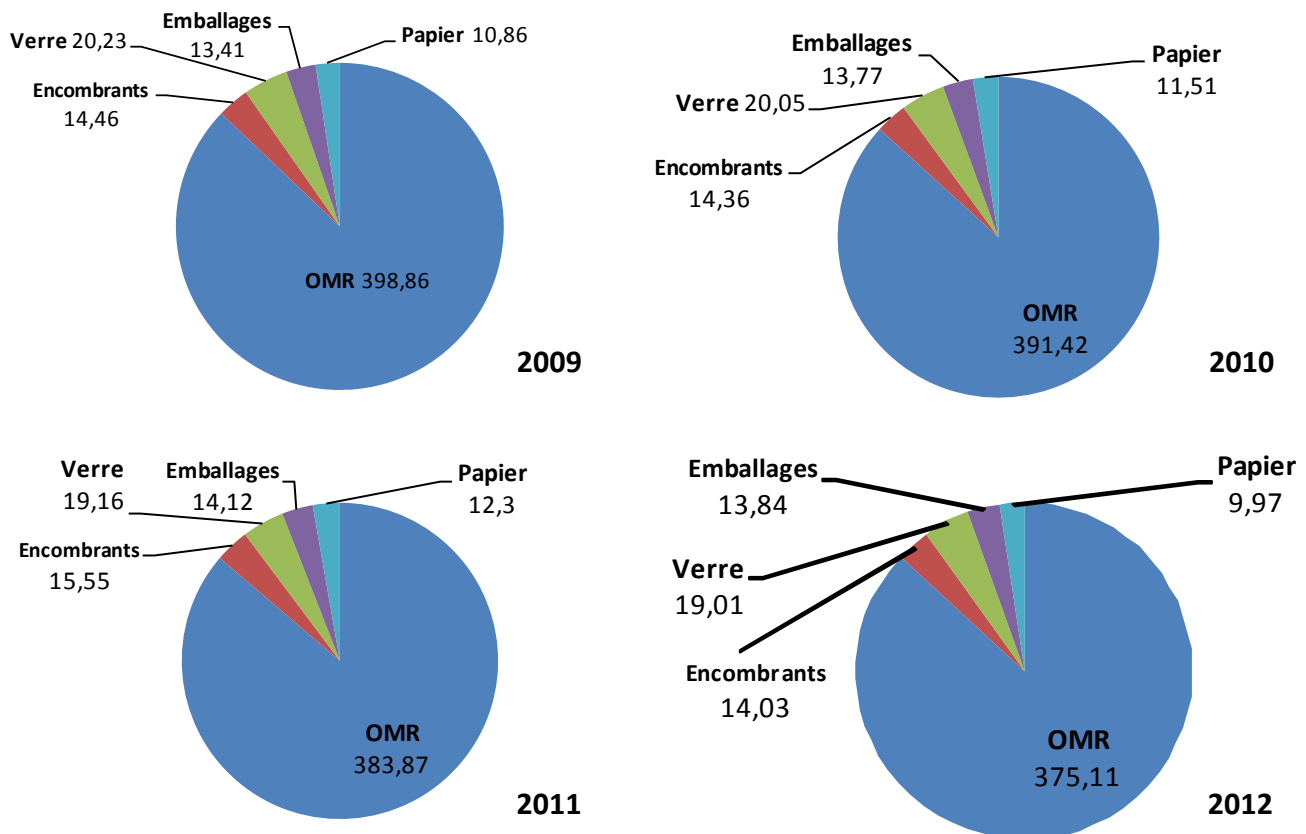 Emballages
13,41
Verre 20,23
Papier 10,86
Encombrants
14,46
OMR 398,86
2009
Emballages
13,77
Papier
11,51
Verre 20,05
Encombrants
14,36
OMR
391,42
2010
Verre
19,16
Emballages
14,12
Papier
12,3
Encombrants
15,55
OMR
383,87
2011
Emballages
13,84
Papier
9,97
Verre
19,01
Encombrants
14,03
OMR
375,11
2012